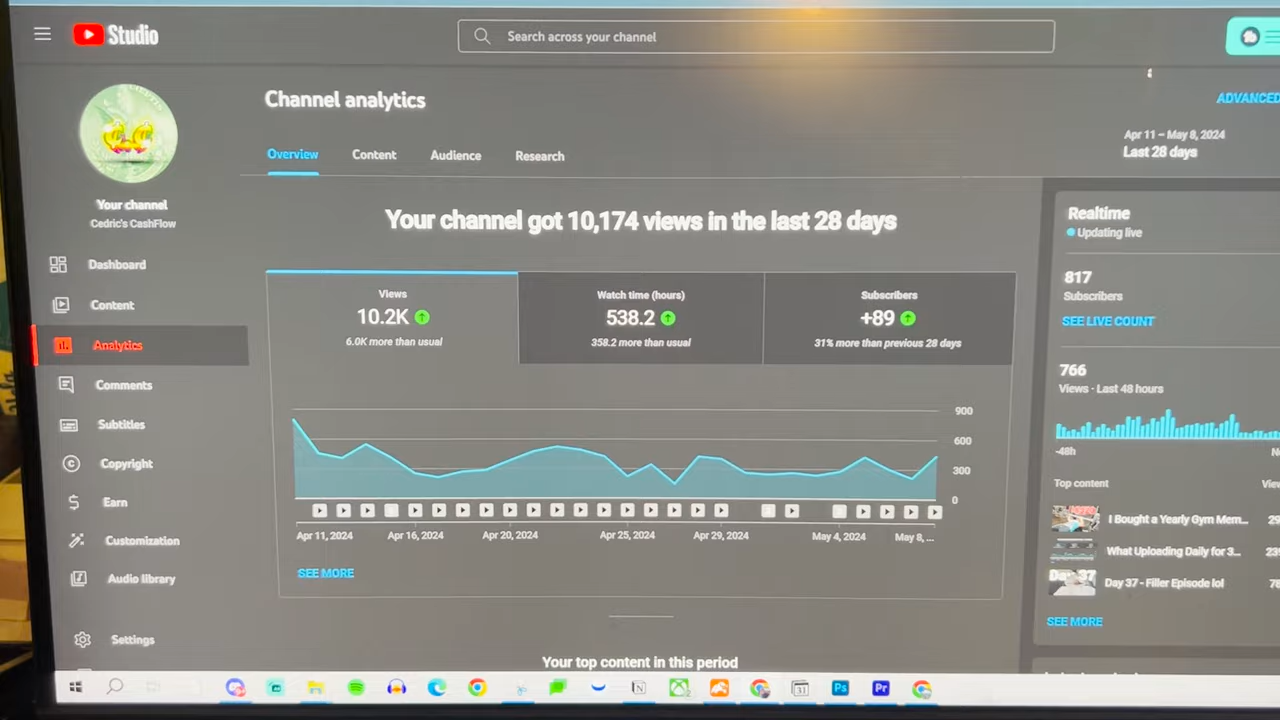 Studio
Search across your channel
Channel analytics
ADVANCED
Apr 11 – May 8, 2024
Last 28 days
Overview
Content
Audience
Research
Your channel
Cedric's CashFlow
Dashboard
Content
Analytics
Comments
Subtitles
Copyright
Earn
Customization
Audio library
Settings
Your channel got 10,174 views in the last 28 days
Views
10.2K
6.0K more than usual
Watch time (hours)
538.2
358.2 more than usual
Subscribers
+89
31% more than previous 28 days
900
600
300
0
Apr 11, 2024
Apr 16, 2024
Apr 20, 2024
Apr 25, 2024
Apr 29, 2024
May 4, 2024
May 8, ...
SEE MORE
Your top content in this period
Realtime
Updating live
817
Subscribers
SEE LIVE COUNT
766
Views · Last 48 hours
-48h
Top content
I Bought a Yearly Gym Mem...
What Uploading Daily for 3...
Day 37
Day 37 - Filler Episode lol
SEE MORE
31
Ps
Pr